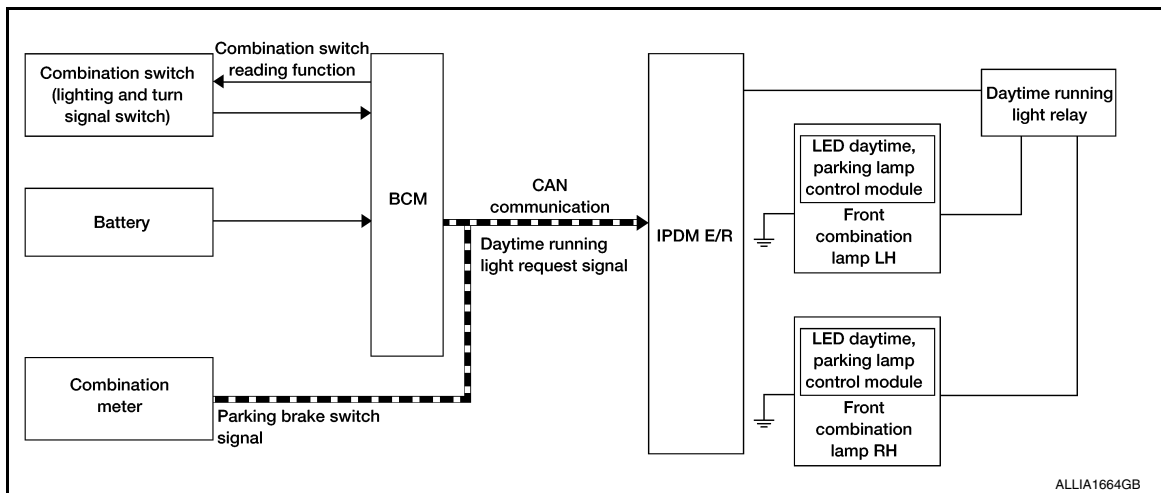 Combination switch
reading function
Combination switch
(lighting and turn
signal switch)
Battery
Combination
meter
BCM
CAN
communication
Daytime running
light request signal
Parking brake switch
signal
IPDM E/R
Daytime running
light relay
LED daytime,
parking lamp
control module
Front
combination
lamp LH
LED daytime,
parking lamp
control module
Front
combination
lamp RH
ALLIA1664GB